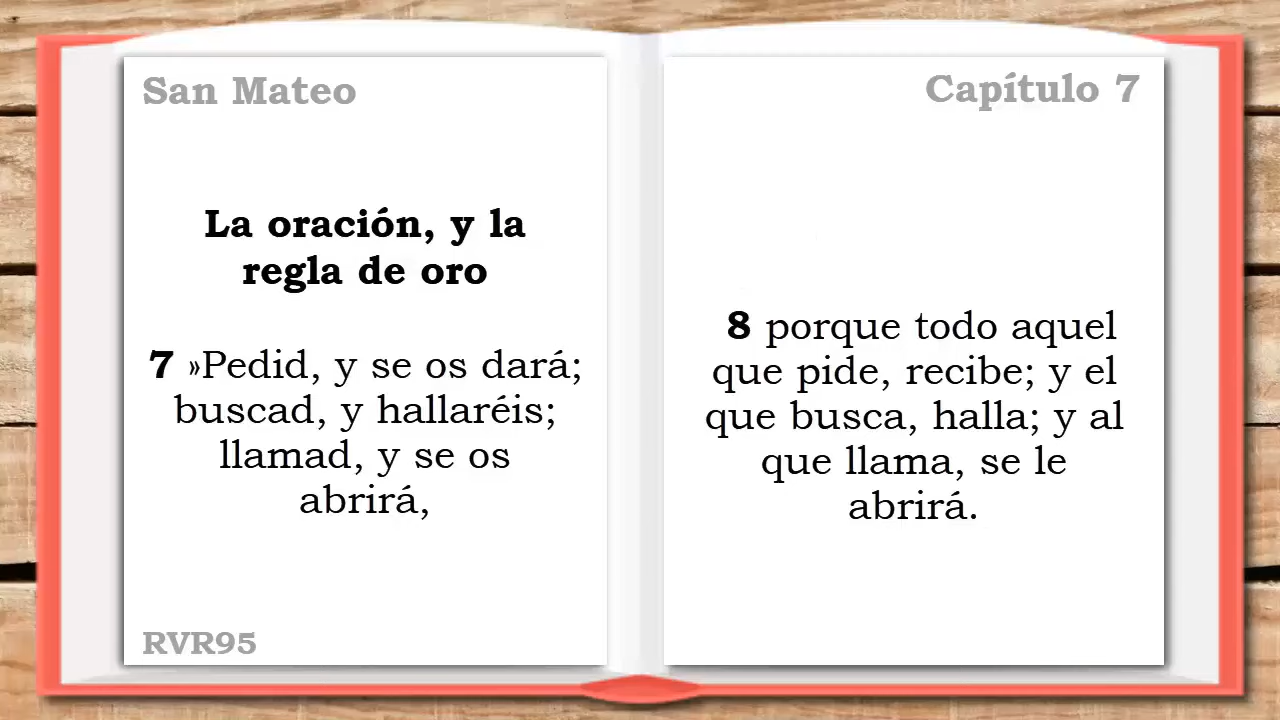 San Mateo
La oración, y la
regla de oro
7 »Pedid, y se os dará;
buscad, y hallaréis;
llamad, y se os
abrirá,
RVR95
Capítulo 7
8 porque todo aquel
que pide, recibe; y el
que busca, halla; y al
que llama, se le
abrirá.